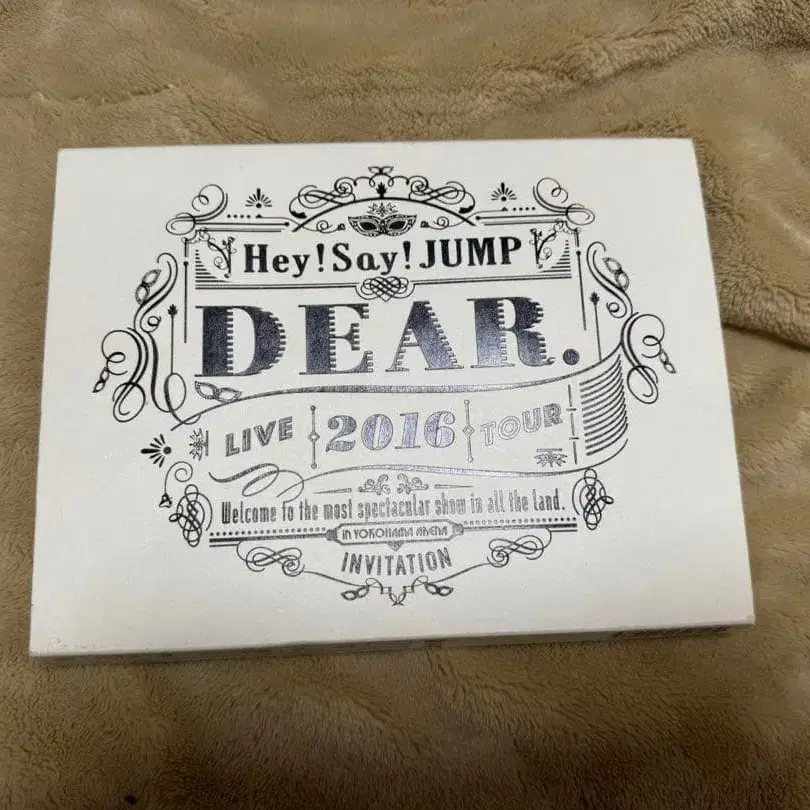 Hey! Say! JUMP
DEAR.
LIVE 2016 TOUR
Welcome to the most spectacular show in all the land.
in YOKOHAMA ARENA
INVITATION